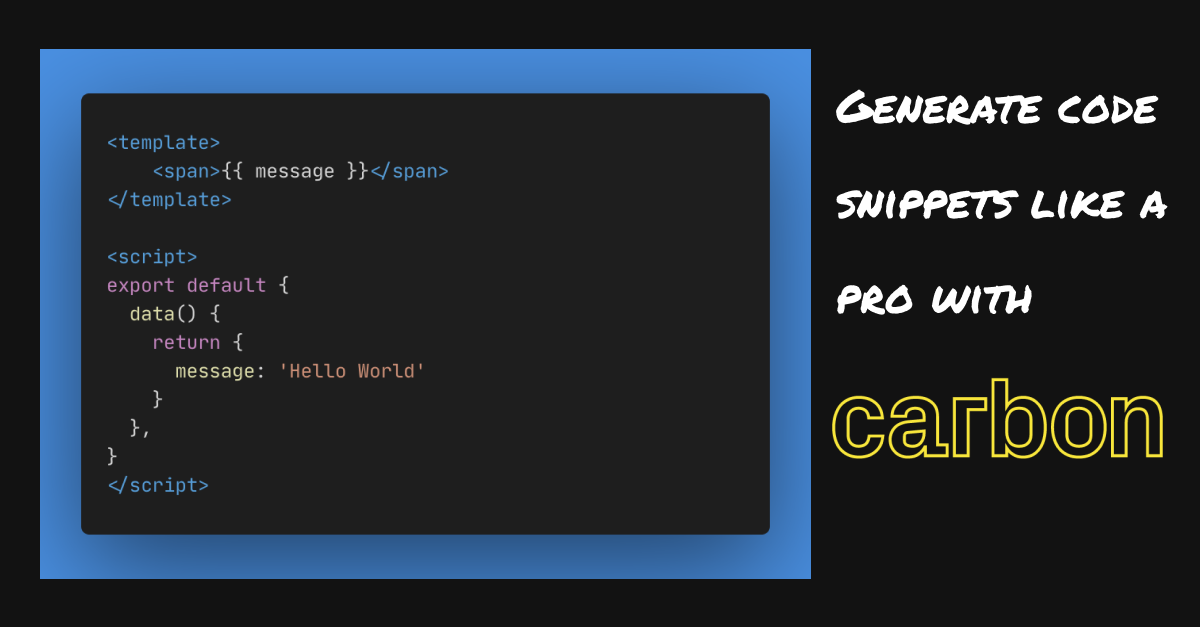 <template>
    <span>{{ message }}</span>
</template>

<script>
export default {
  data() {
    return {
      message: 'Hello World'
    }
  },
}
</script>
Generate code
snippets like a
pro with
carbon